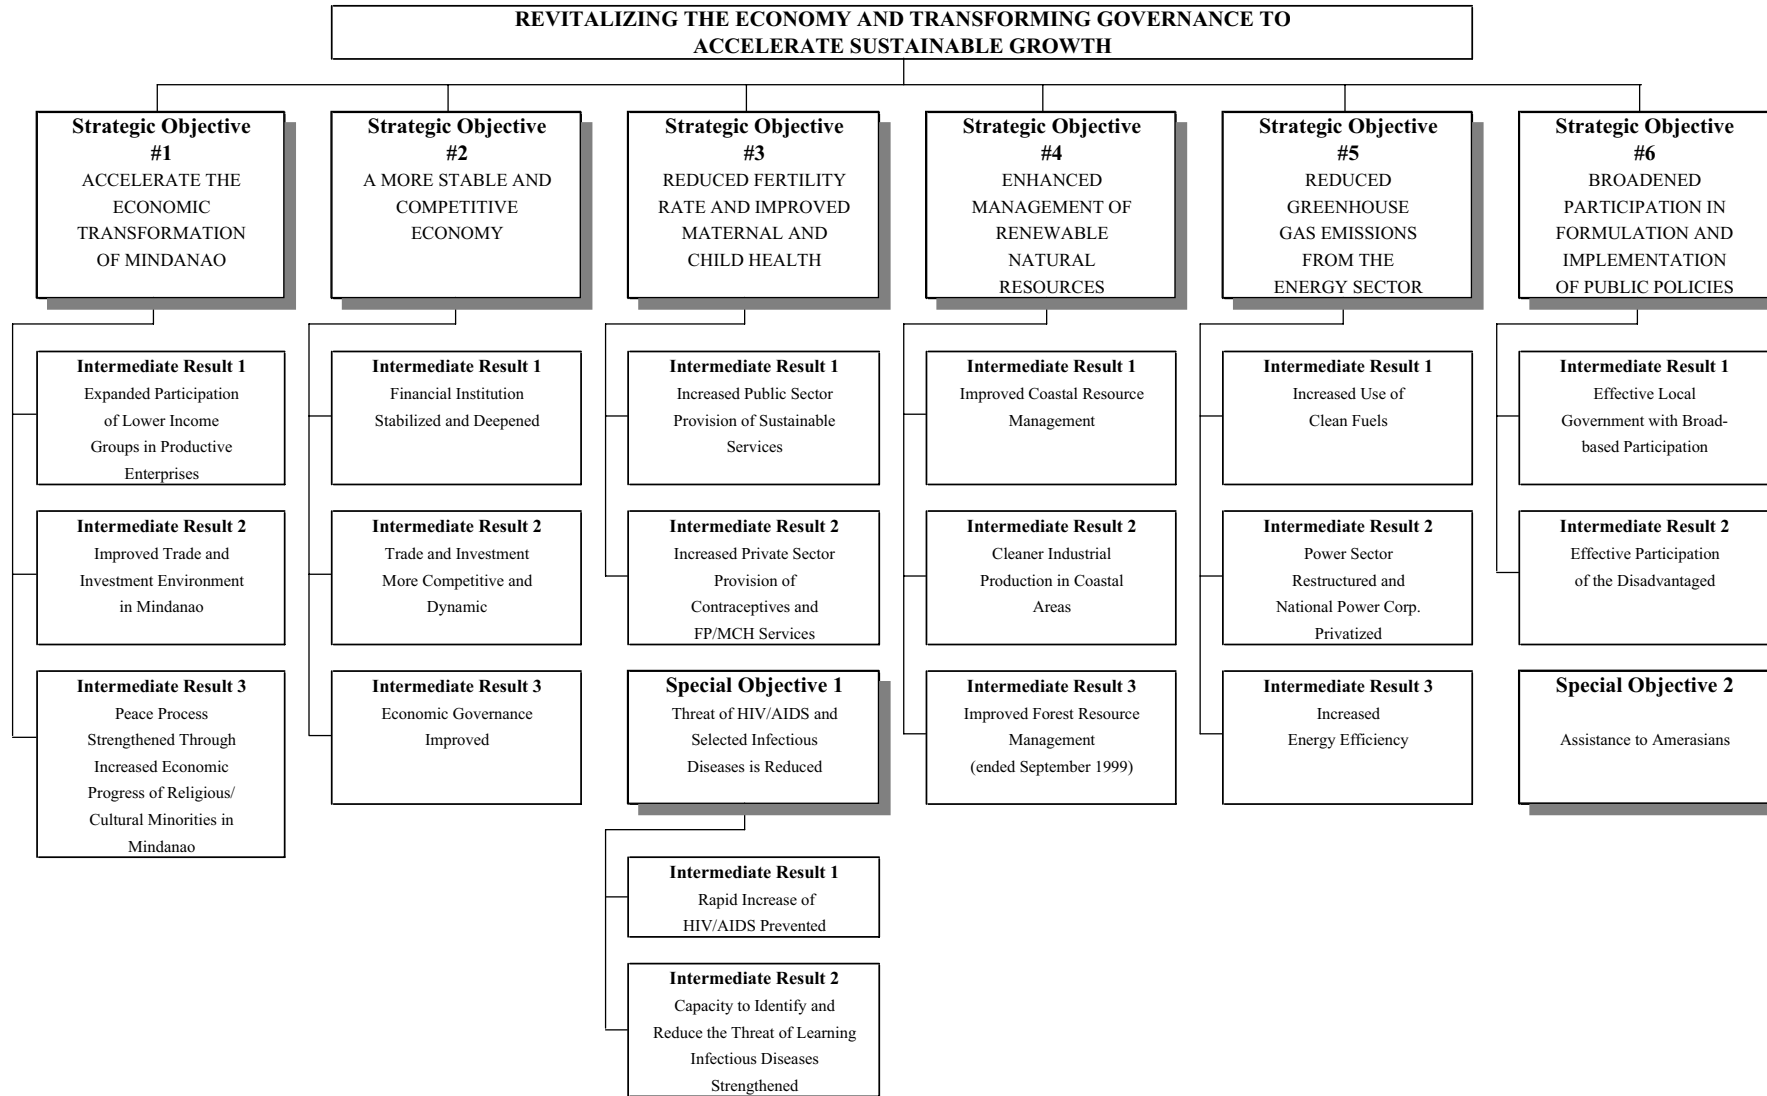 REVITALIZING THE ECONOMY AND TRANSFORMING GOVERNANCE TO
ACCELERATE SUSTAINABLE GROWTH
Strategic Objective
#1
ACCELERATE THE
ECONOMIC
TRANSFORMATION
OF MINDANAO
Strategic Objective
#2
A MORE STABLE AND
COMPETITIVE
ECONOMY
Strategic Objective
#3
REDUCED FERTILITY
RATE AND IMPROVED
MATERNAL AND
CHILD HEALTH
Strategic Objective
#4
ENHANCED
MANAGEMENT OF
RENEWABLE
NATURAL
RESOURCES
Strategic Objective
#5
REDUCED
GREENHOUSE
GAS EMISSIONS
FROM THE
ENERGY SECTOR
Strategic Objective
#6
BROADENED
PARTICIPATION IN
FORMULATION AND
IMPLEMENTATION
OF PUBLIC POLICIES
Intermediate Result 1
Expanded Participation
of Lower Income
Groups in Productive
Enterprises
Intermediate Result 1
Financial Institution
Stabilized and Deepened
Intermediate Result 1
Increased Public Sector
Provision of Sustainable
Services
Intermediate Result 1
Improved Coastal Resource
Management
Intermediate Result 1
Increased Use of
Clean Fuels
Intermediate Result 1
Effective Local
Government with Broad-
based Participation
Intermediate Result 2
Improved Trade and
Investment Environment
in Mindanao
Intermediate Result 2
Trade and Investment
More Competitive and
Dynamic
Intermediate Result 2
Increased Private Sector
Provision of
Contraceptives and
FP/MCH Services
Intermediate Result 2
Cleaner Industrial
Production in Coastal
Areas
Intermediate Result 2
Power Sector
Restructured and
National Power Corp.
Privatized
Intermediate Result 2
Effective Participation
of the Disadvantaged
Intermediate Result 3
Peace Process
Strengthened Through
Increased Economic
Progress of Religious/
Cultural Minorities in
Mindanao
Intermediate Result 3
Economic Governance
Improved
Special Objective 1
Threat of HIV/AIDS and
Selected Infectious
Diseases is Reduced
Intermediate Result 3
Improved Forest Resource
Management
(ended September 1999)
Intermediate Result 3
Increased
Energy Efficiency
Special Objective 2
Assistance to Amerasians
Intermediate Result 1
Rapid Increase of
HIV/AIDS Prevented
Intermediate Result 2
Capacity to Identify and
Reduce the Threat of Learning
Infectious Diseases
Strengthened